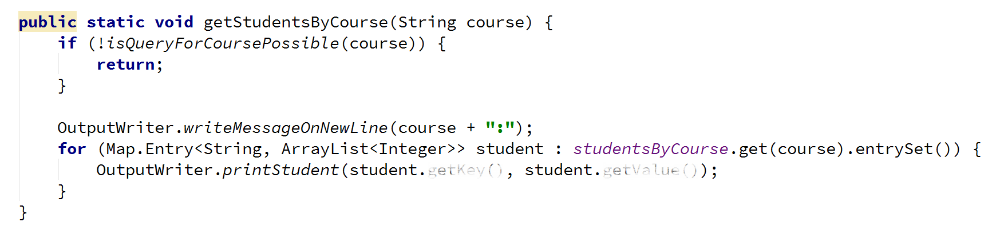 public static void getStudentsByCourse(String course) {
    if (!isQueryForCoursePossible(course)) {
        return;
    }

    OutputWriter.writeMessageOnNewLine(course + ":");
    for (Map.Entry<String, ArrayList<Integer>> student : studentsByCourse.get(course).entrySet()) {
        OutputWriter.printStudent(student.getKey(), student.getValue());
    }
}